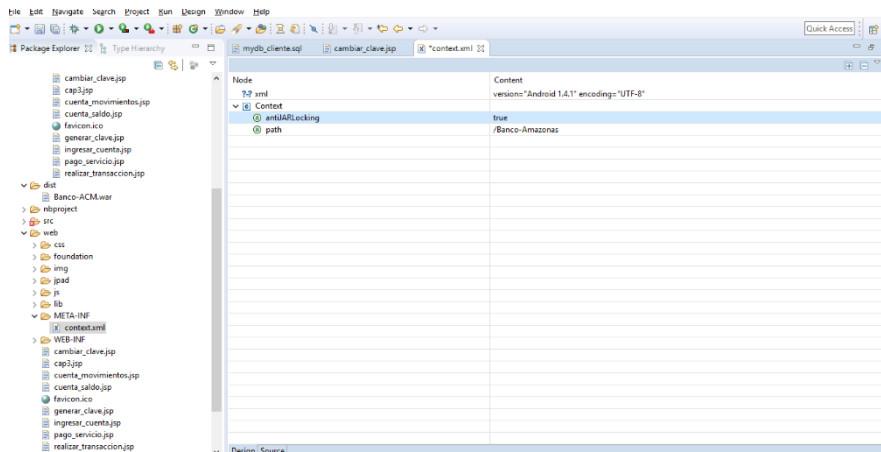 File Edit Navigate Search Project Run Design Window Help
Quick Access
Package Explorer Type Hierarchy
mydb_cliente.sql cambiar_clave.jsp *context.xml
cambiar_clave.jsp
cap3.jsp
cuenta_movimientos.jsp
cuenta_saldo.jsp
favicon.ico
generar_clave.jsp
ingresar_cuenta.jsp
pago_servicio.jsp
realizar_transaccion.jsp
dist
Banco-ACM.war
nbproject
src
web
css
foundation
img
jpad
js
lib
META-INF
context.xml
WEB-INF
cambiar_clave.jsp
cap3.jsp
cuenta_movimientos.jsp
cuenta_saldo.jsp
favicon.ico
generar_clave.jsp
ingresar_cuenta.jsp
pago_servicio.jsp
realizar_transaccion.jsp
Node Content
?-? xml version="Android 1.4.1" encoding="UTF-8"
Context
antiJARLocking true
path /Banco-Amazonas
Design Source